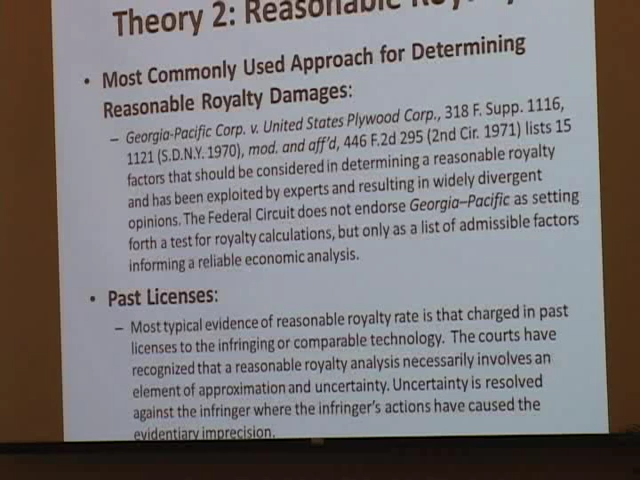 Theory 2: Reasonable Royalty
• Most Commonly Used Approach for Determining
Reasonable Royalty Damages:
– Georgia-Pacific Corp. v. United States Plywood Corp., 318 F. Supp. 1116,
1121 (S.D.N.Y. 1970), mod. and aff'd, 446 F.2d 295 (2nd Cir. 1971) lists 15
factors that should be considered in determining a reasonable royalty
and has been exploited by experts and resulting in widely divergent
opinions. The Federal Circuit does not endorse Georgia–Pacific as setting
forth a test for royalty calculations, but only as a list of admissible factors
informing a reliable economic analysis.
• Past Licenses:
– Most typical evidence of reasonable royalty rate is that charged in past
licenses to the infringing or comparable technology. The courts have
recognized that a reasonable royalty analysis necessarily involves an
element of approximation and uncertainty. Uncertainty is resolved
against the infringer where the infringer's actions have caused the
evidentiary imprecision.